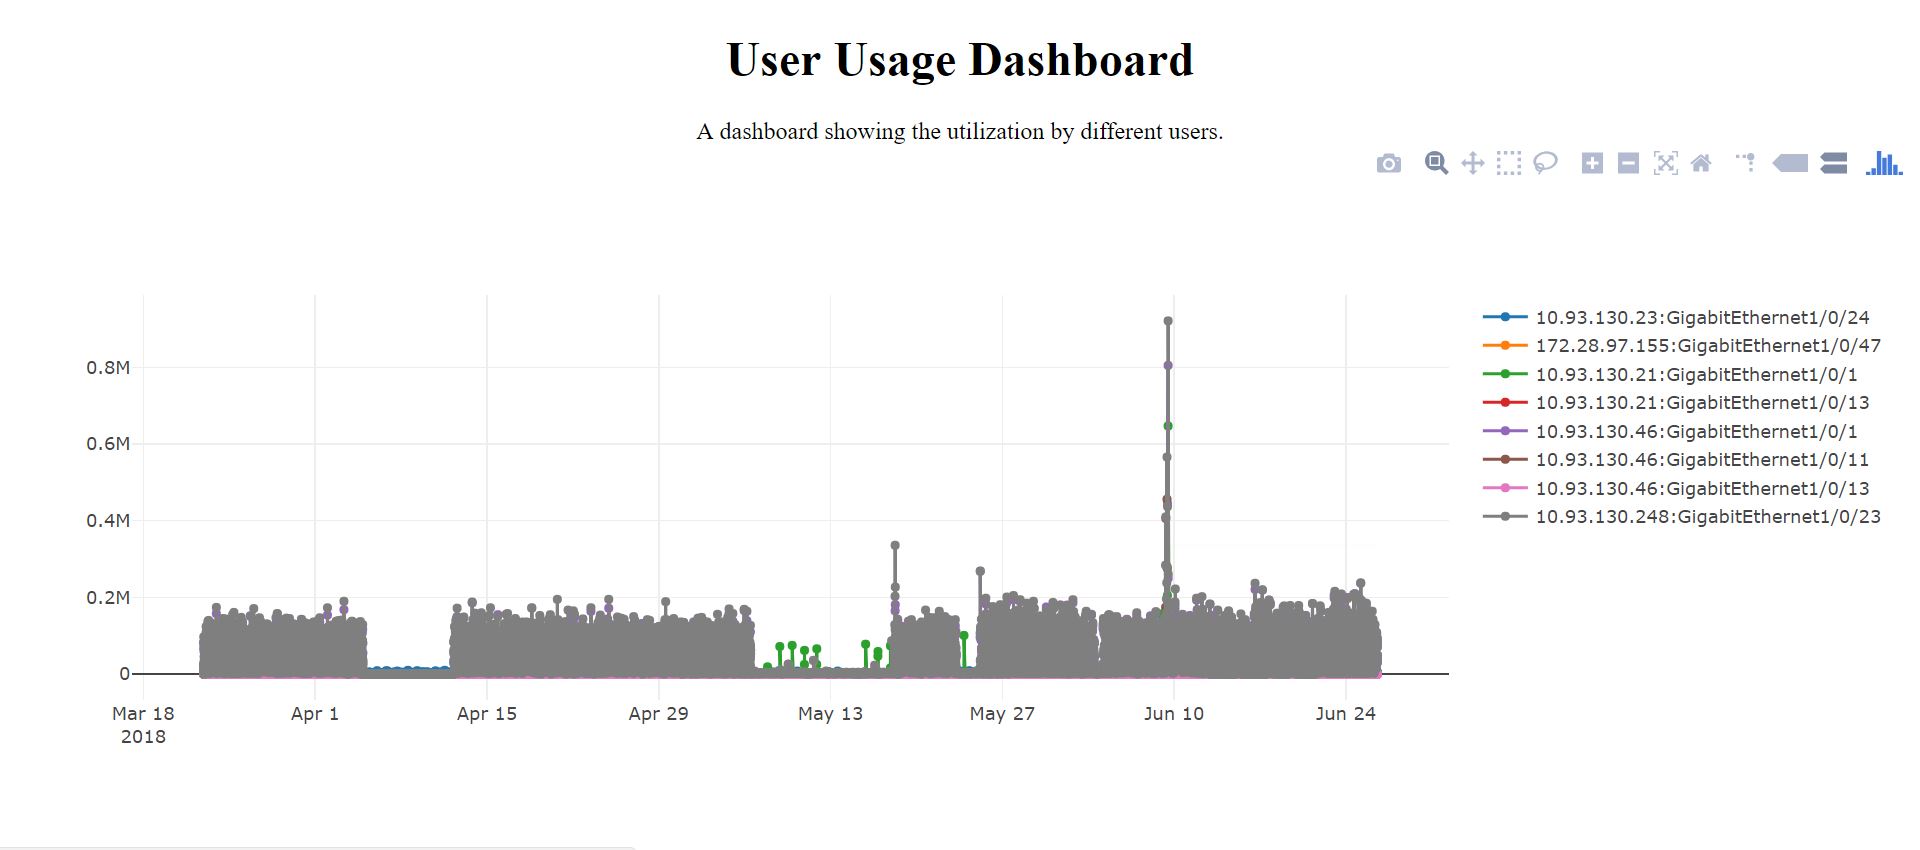 User Usage Dashboard
A dashboard showing the utilization by different users.
0.8M
0.6M
0.4M
0.2M
0
Mar 18
2018
Apr 1
Apr 15
Apr 29
May 13
May 27
Jun 10
Jun 24
10.93.130.23:GigabitEthernet1/0/24
172.28.97.155:GigabitEthernet1/0/47
10.93.130.21:GigabitEthernet1/0/1
10.93.130.21:GigabitEthernet1/0/13
10.93.130.46:GigabitEthernet1/0/1
10.93.130.46:GigabitEthernet1/0/11
10.93.130.46:GigabitEthernet1/0/13
10.93.130.248:GigabitEthernet1/0/23